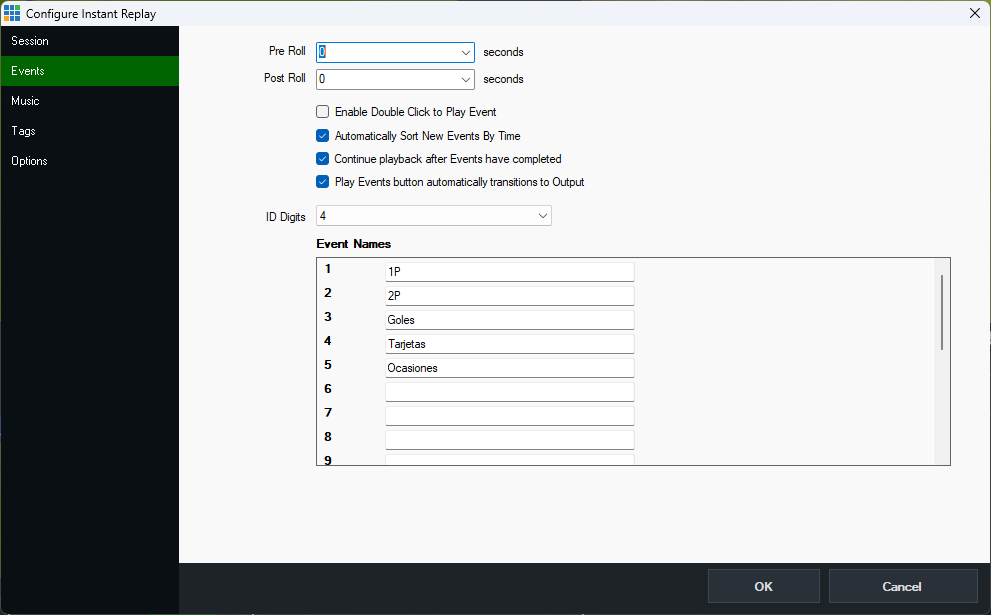 Configure Instant Replay
Session
Events
Music
Tags
Options
Pre Roll 0 seconds
Post Roll 0 seconds
Enable Double Click to Play Event
Automatically Sort New Events By Time
Continue playback after Events have completed
Play Events button automatically transitions to Output
ID Digits 4
Event Names
1 1P
2 2P
3 Goles
4 Tarjetas
5 Ocasiones
6
7
8
9
OK Cancel